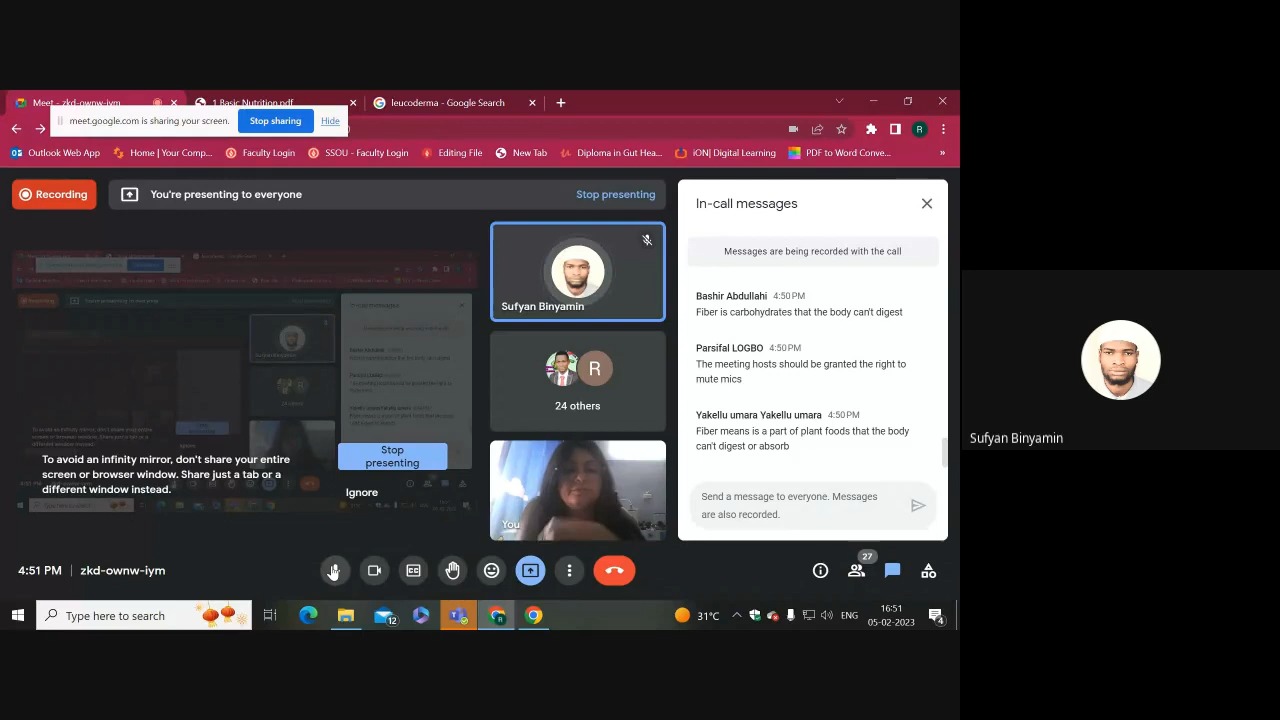 Meet - zkd-ownw-iym
1 Basic Nutrition.pdf
leucoderma - Google Search
meet.google.com is sharing your screen.
Stop sharing
Hide
Outlook Web App
Home | Your Comp...
Faculty Login
SSOU - Faculty Login
Editing File
New Tab
Diploma in Gut Hea...
iON| Digital Learning
PDF to Word Conve...
»
R
Recording
You're presenting to everyone
Stop presenting
In-call messages
Messages are being recorded with the call
Bashir Abdullahi 4:50 PM
Fiber is carbohydrates that the body can't digest
Parsifal LOGBO 4:50 PM
The meeting hosts should be granted the right to
mute mics
Yakellu umara Yakellu umara 4:50 PM
Fiber means is a part of plant foods that the body
can't digest or absorb
Send a message to everyone. Messages
are also recorded.
Sufyan Binyamin
R
24 others
You
To avoid an infinity mirror, don't share your entire
screen or browser window. Share just a tab or a
different window instead.
Stop
presenting
Ignore
4:51 PM | zkd-ownw-iym
27
Type here to search
12
31°C
ENG
16:51
05-02-2023
4
Sufyan Binyamin